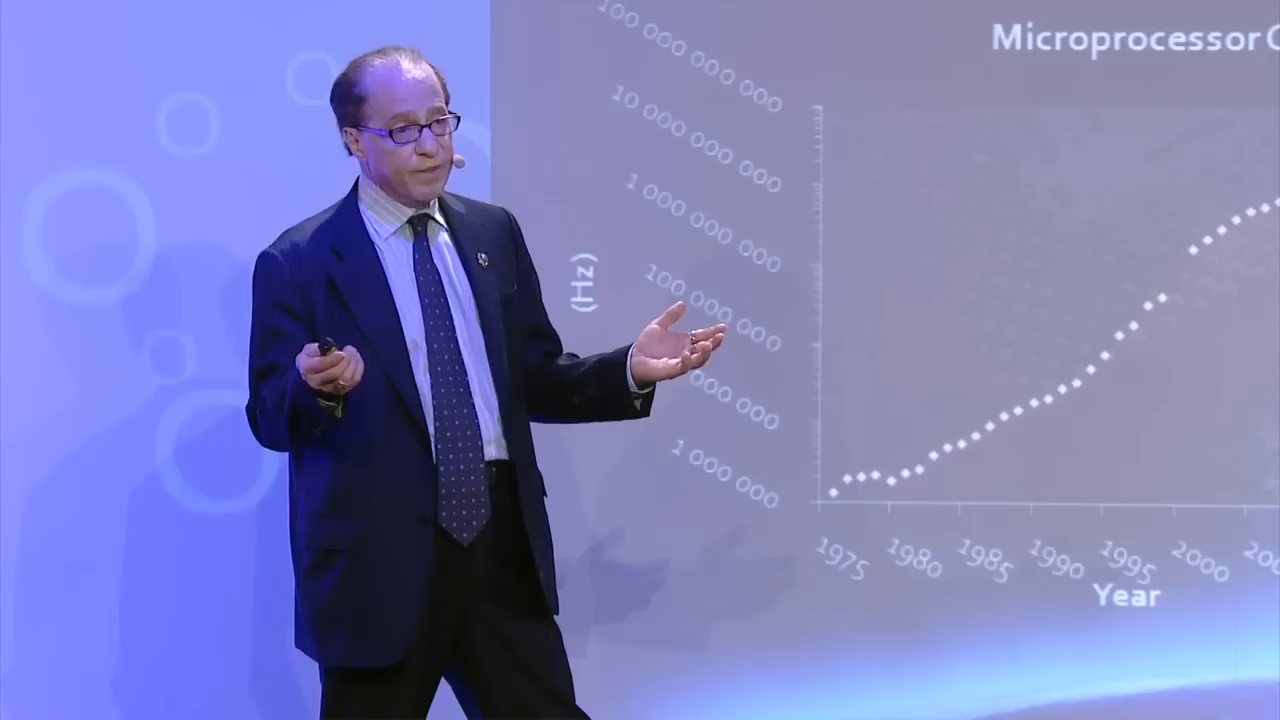 Microprocessor
100 000 000 000
10 000 000 000
1 000 000 000
100 000 000
000 000
1 000 000
(Hz)
1975 1980 1985 1990 1995 2000
Year